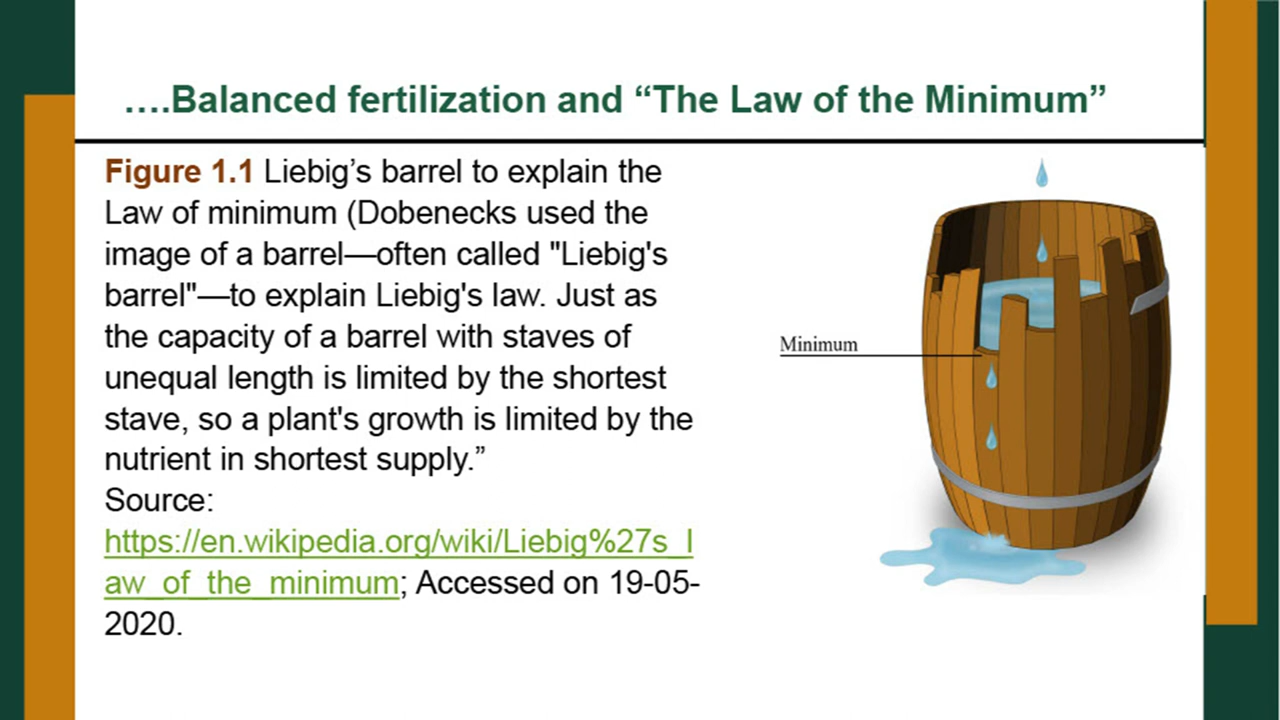 ….Balanced fertilization and “The Law of the Minimum”
Figure 1.1 Liebig’s barrel to explain the
Law of minimum (Dobenecks used the
image of a barrel—often called "Liebig's
barrel"—to explain Liebig's law. Just as
the capacity of a barrel with staves of
unequal length is limited by the shortest
stave, so a plant's growth is limited by the
nutrient in shortest supply.”
Source:
https://en.wikipedia.org/wiki/Liebig%27s_l
aw_of_the_minimum; Accessed on 19-05-
2020.
Minimum